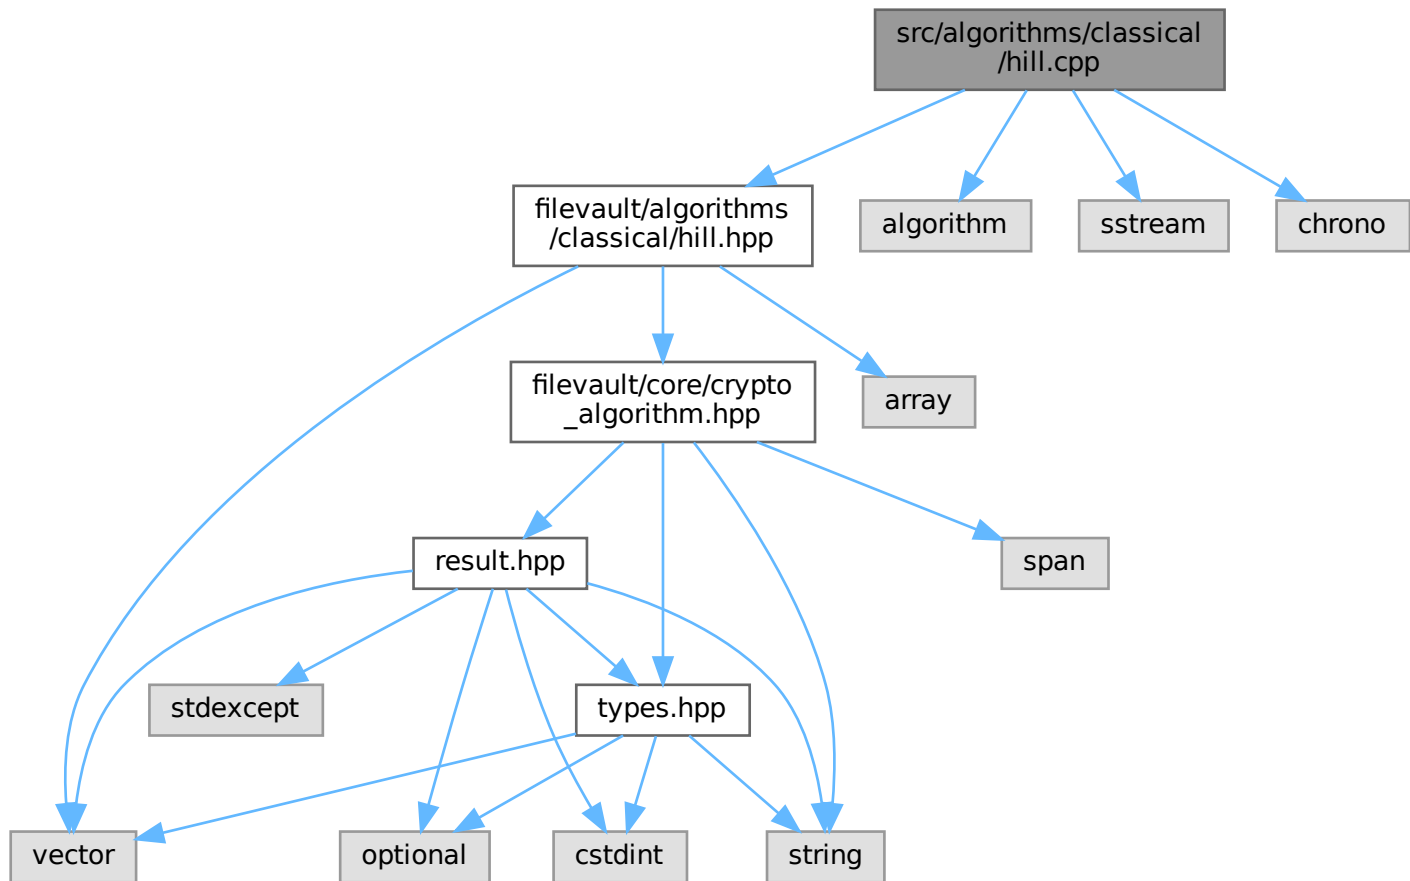 src/algorithms/classical
/hill.cpp
filevault/algorithms
/classical/hill.hpp
algorithm
sstream
chrono
filevault/core/crypto
_algorithm.hpp
array
result.hpp
span
stdexcept
types.hpp
vector
optional
cstdint
string